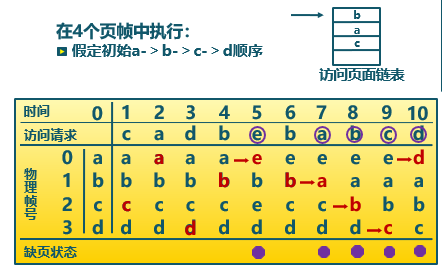 在4个页帧中执行：
假定初始a->b->c->d顺序
b
a
c
访问页面链表
时间 0 1 2 3 4 5 6 7 8 9 10
访问请求 c a d b e b a b c d
物理帧号
0 a a a a a e e e e e d
1 b b b b b b b a a a a
2 c c c c c e c c b b b
3 d d d d d d d d d c c
缺页状态